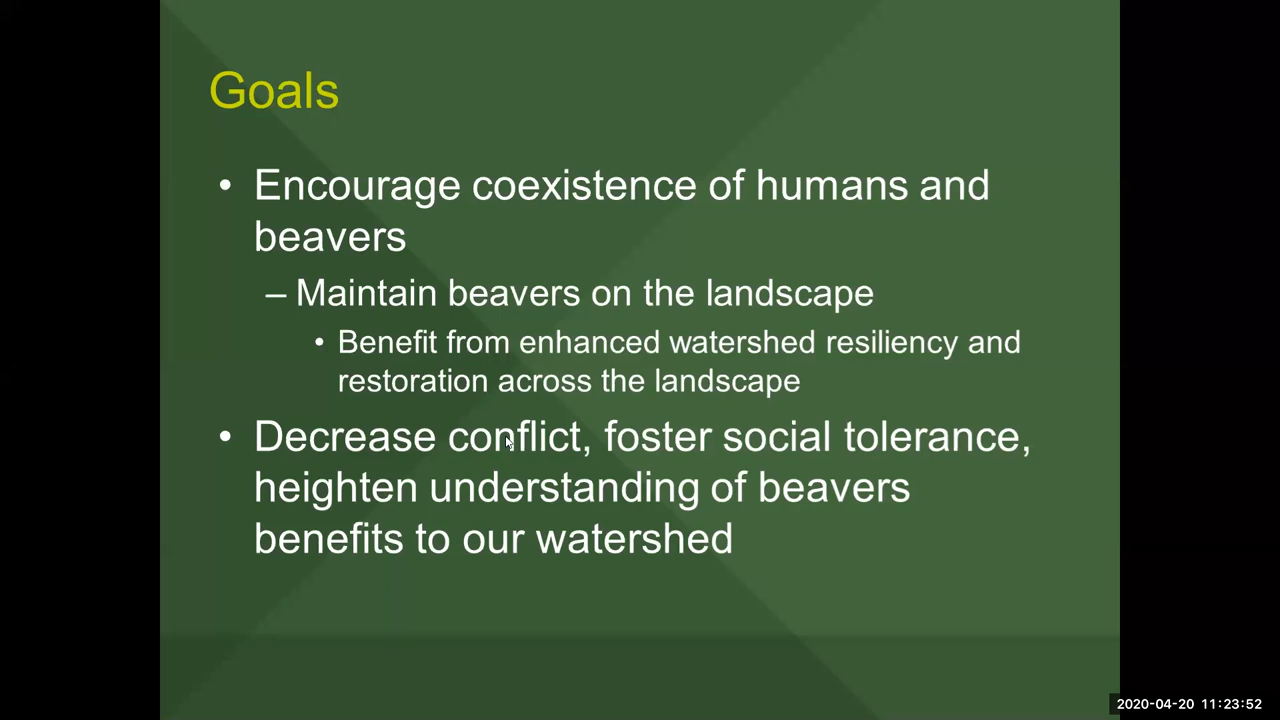 Goals
• Encourage coexistence of humans and
beavers
– Maintain beavers on the landscape
• Benefit from enhanced watershed resiliency and
restoration across the landscape
• Decrease conflict, foster social tolerance,
heighten understanding of beavers
benefits to our watershed
2020-04-20 11:23:52